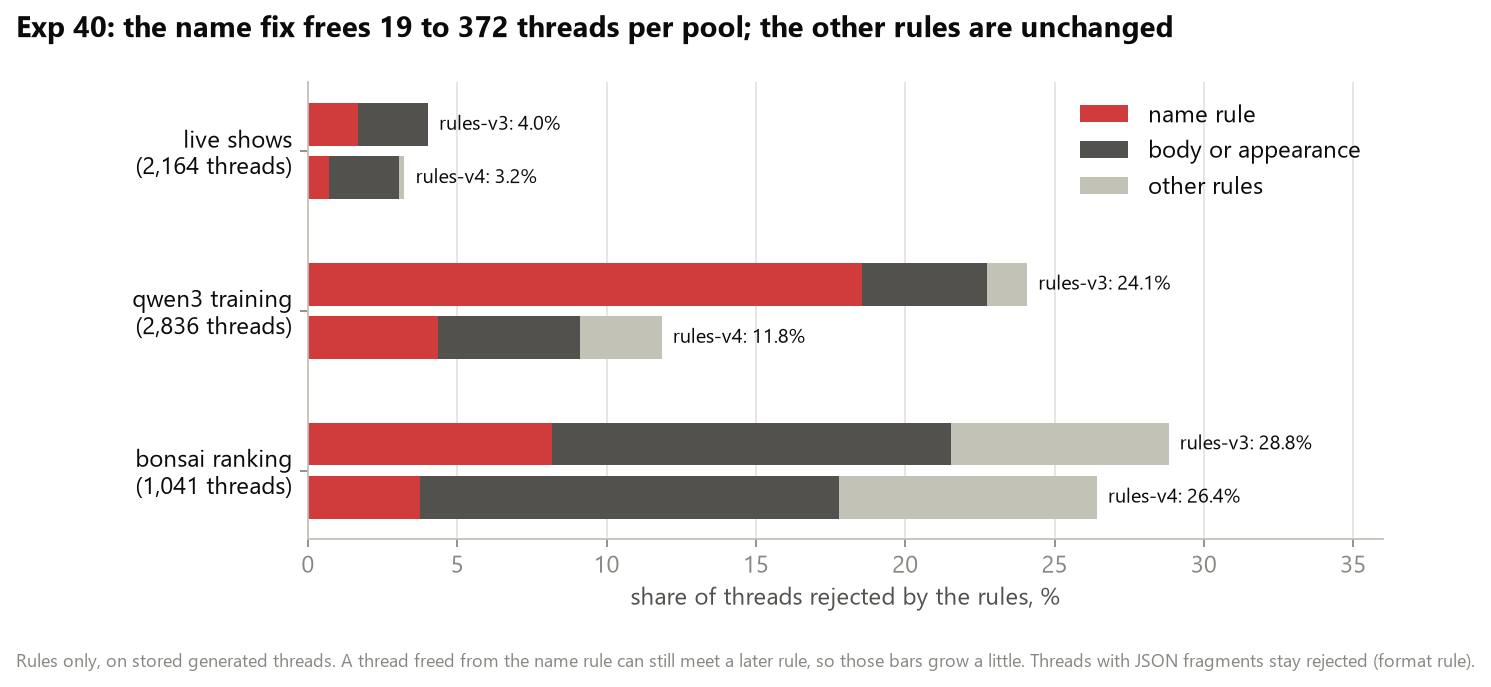 Exp 40: the name fix frees 19 to 372 threads per pool; the other rules are unchanged
name rule
body or appearance
other rules
live shows
(2,164 threads)
rules-v3: 4.0%
rules-v4: 3.2%
qwen3 training
(2,836 threads)
rules-v3: 24.1%
rules-v4: 11.8%
bonsai ranking
(1,041 threads)
rules-v3: 28.8%
rules-v4: 26.4%
0 5 10 15 20 25 30 35
share of threads rejected by the rules, %
Rules only, on stored generated threads. A thread freed from the name rule can still meet a later rule, so those bars grow a little. Threads with JSON fragments stay rejected (format rule).